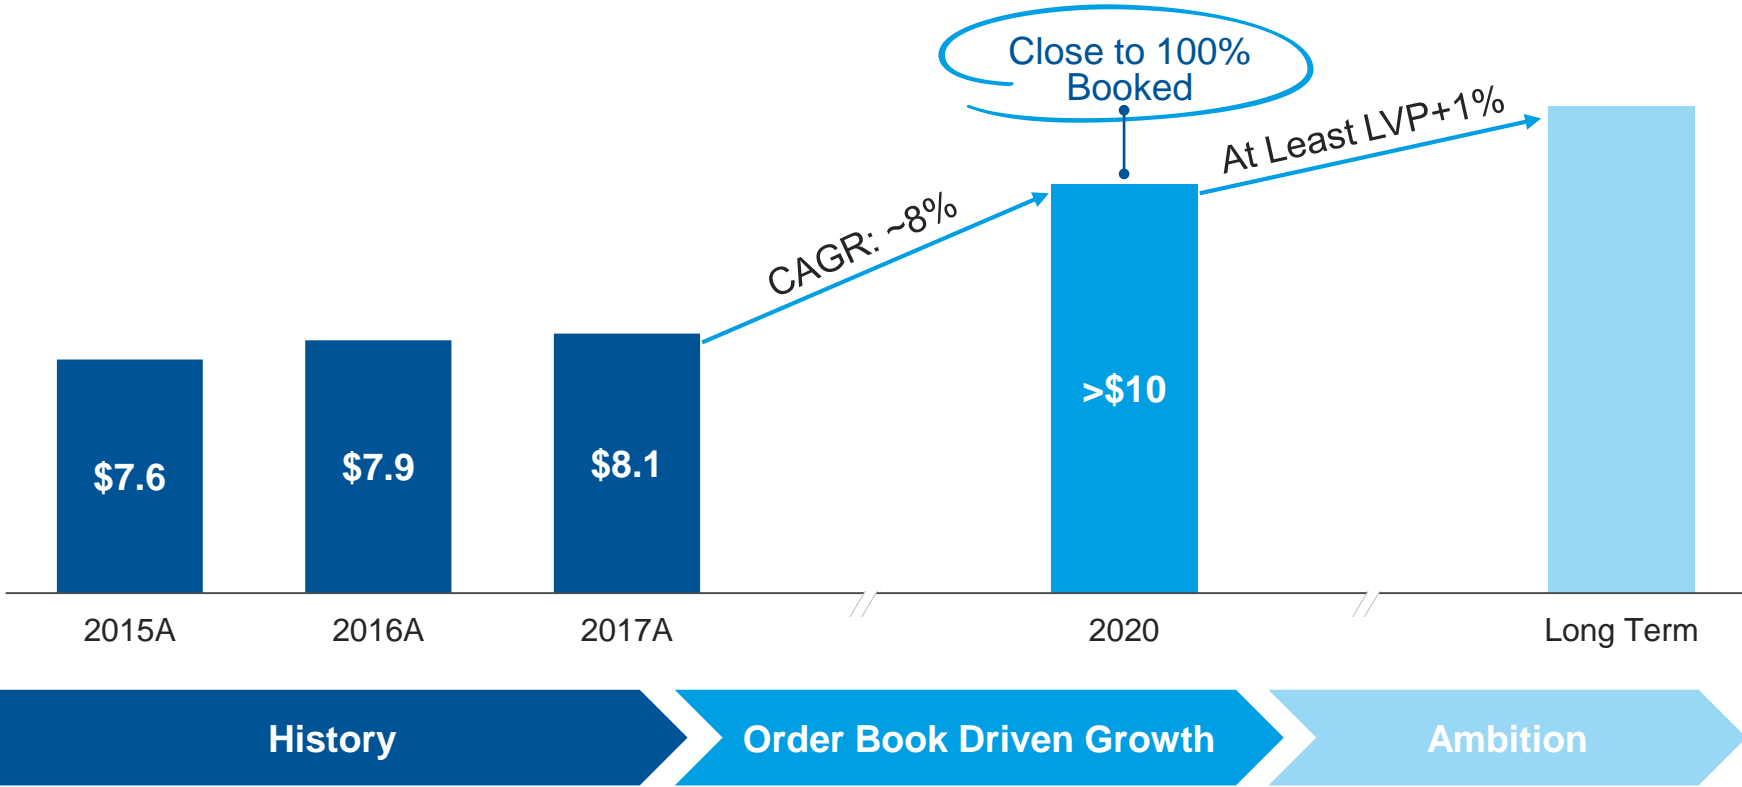 Close to 100%
Booked
At Least LVP+1%
CAGR: ~8%
>$10
$7.6
$7.9
$8.1
2015A
2016A
2017A
2020
Long Term
History
Order Book Driven Growth
Ambition